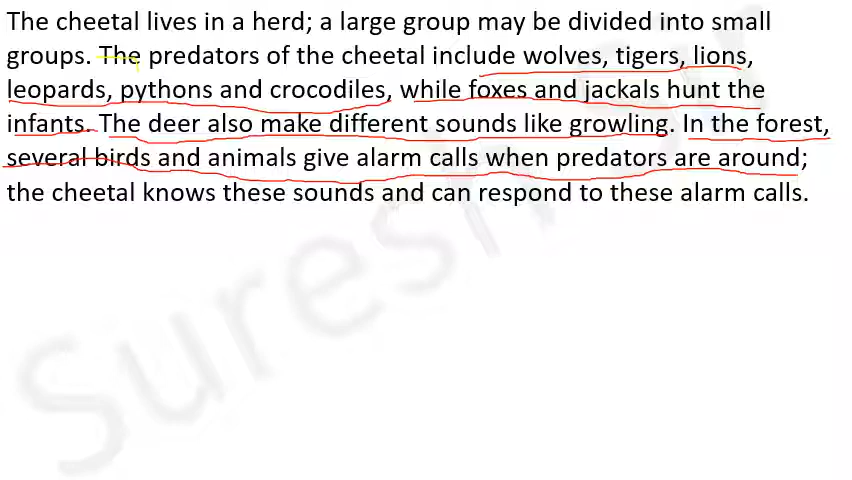 The cheetal lives in a herd; a large group may be divided into small
groups. The predators of the cheetal include wolves, tigers, lions,
leopards, pythons and crocodiles, while foxes and jackals hunt the
infants. The deer also make different sounds like growling. In the forest,
several birds and animals give alarm calls when predators are around;
the cheetal knows these sounds and can respond to these alarm calls.